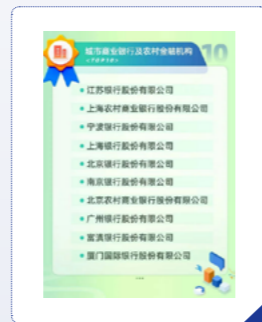 城市商业银行及农村金融机构
10
江苏银行股份有限公司
上海农村商业银行股份有限公司
宁波银行股份有限公司
上海银行股份有限公司
北京银行股份有限公司
南京银行股份有限公司
北京农村商业银行股份有限公司
广州银行股份有限公司
富滇银行股份有限公司
厦门国际银行股份有限公司